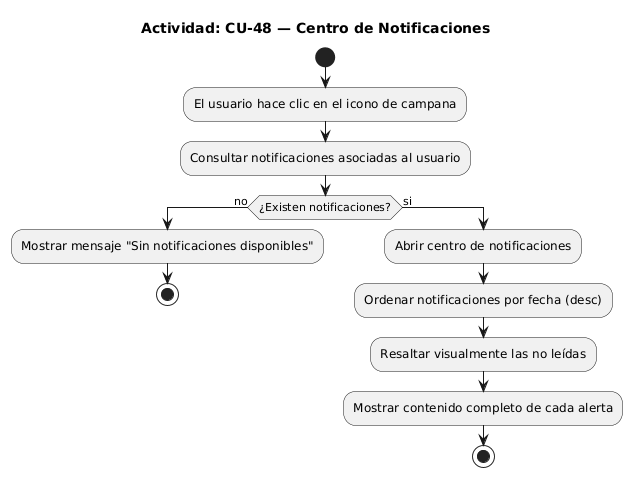 Actividad: CU-48 — Centro de Notificaciones
El usuario hace clic en el icono de campana
Consultar notificaciones asociadas al usuario
no
¿Existen notificaciones?
si
Mostrar mensaje "Sin notificaciones disponibles"
Abrir centro de notificaciones
Ordenar notificaciones por fecha (desc)
Resaltar visualmente las no leídas
Mostrar contenido completo de cada alerta